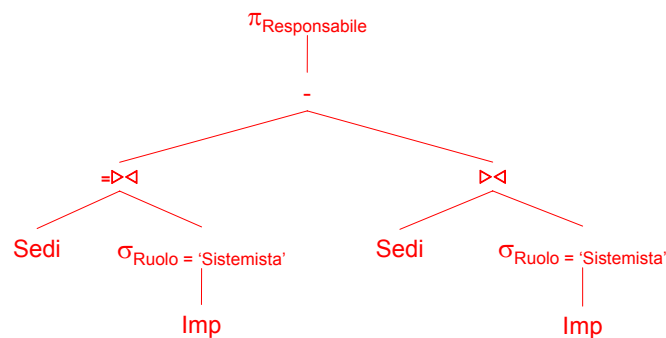 πResponsabile
-
=▷◁ ▷◁
Sedi σRuolo = ‘Sistemista’ Sedi σRuolo = ‘Sistemista’
Imp Imp